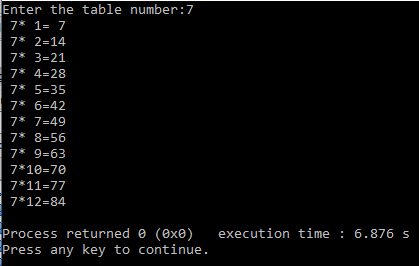 Enter the table number:7
7* 1= 7
7* 2=14
7* 3=21
7* 4=28
7* 5=35
7* 6=42
7* 7=49
7* 8=56
7* 9=63
7*10=70
7*11=77
7*12=84
Process returned 0 (0x0)   execution time : 6.876 s
Press any key to continue.